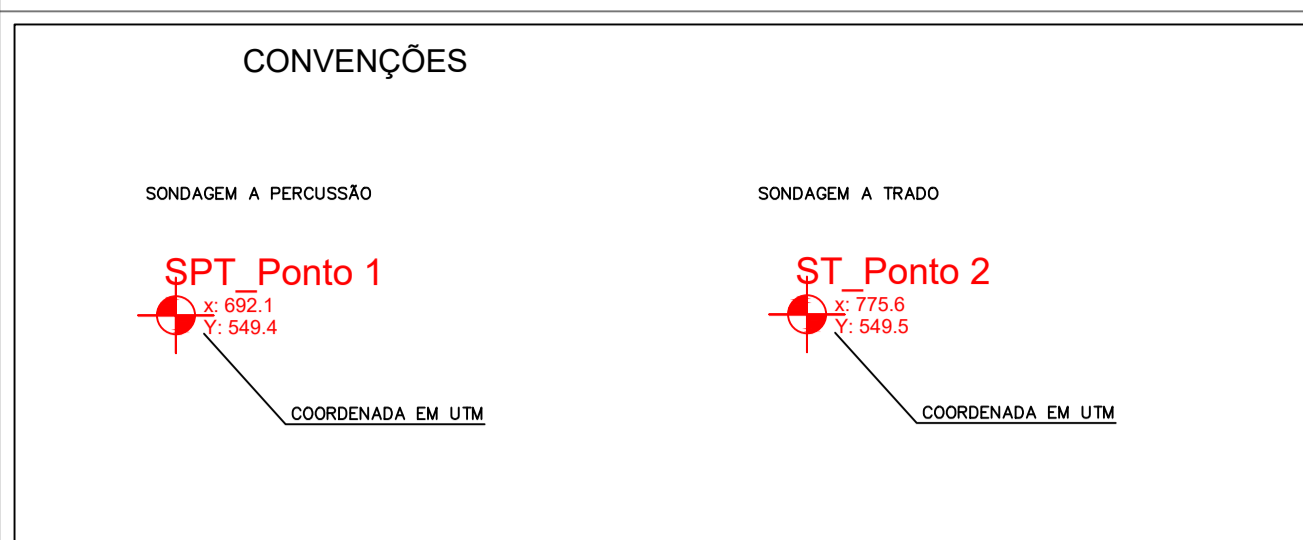 CONVENÇÕES
SONDAGEM A PERCUSSÃO
SPT_Ponto 1
x: 692.1
Y: 549.4
COORDENADA EM UTM
SONDAGEM A TRADO
ST_Ponto 2
x: 775.6
Y: 549.5
COORDENADA EM UTM